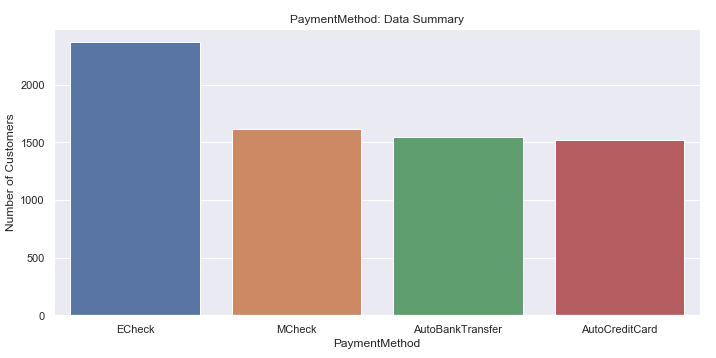 PaymentMethod: Data Summary
Number of Customers
2000
1500
1000
500
0
ECheck
MCheck
AutoBankTransfer
AutoCreditCard
PaymentMethod